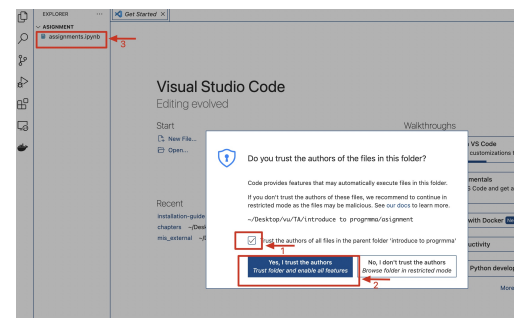 EXPLORER
Get Started
ASIGNMENT
assignments.ipynb
3
Visual Studio Code
Editing evolved
Start
New File...
Open...
Recent
installation-guide
chapters ~/Desk
mis_external ~/D
Walkthroughs
VS Code
customizations
mentals
S Code and get a
with Docker
uctivity
Python develop
More
Do you trust the authors of the files in this folder?
Code provides features that may automatically execute files in this folder.
If you don't trust the authors of these files, we recommend to continue in
restricted mode as the files may be malicious. See our docs to learn more.
~/Desktop/vu/TA/introduce to progrmma/asignment
Trust the authors of all files in the parent folder 'introduce to progrmma'
1
Yes, I trust the authors
Trust folder and enable all features
No, I don't trust the authors
Browse folder in restricted mode
2